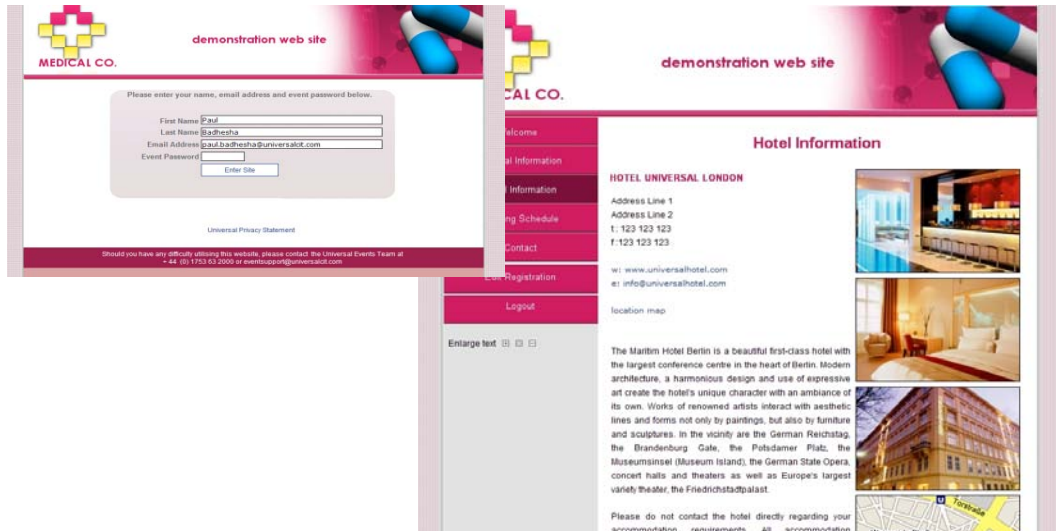 MEDICAL CO.
demonstration web site
Please enter your name, email address and event password below.
First Name Paul
Last Name Badhesha
Email Address paul.badhesha@universalcit.com
Event Password
Enter Site
Universal Privacy Statement
Should you have any difficulty utilising this website, please contact the Universal Events Team at
+ 44 (0) 1753 63 2000 or eventsupport@universalcit.com
CAL CO.
demonstration web site
elcome
al Information
Information
ng Schedule
Contact
Registration
Logout
Enlarge text
Hotel Information
HOTEL UNIVERSAL LONDON
Address Line 1
Address Line 2
t: 123 123 123
f:123 123 123
w: www.universalhotel.com
e: info@universalhotel.com
location map
The Maritim Hotel Berlin is a beautiful first-class hotel with
the largest conference centre in the heart of Berlin. Modern
architecture, a harmonious design and use of expressive
art create the hotel's unique character with an ambiance of
its own. Works of renowned artists interact with aesthetic
lines and forms not only by paintings, but also by furniture
and sculptures. In the vicinity are the German Reichstag,
the Brandenburg Gate, the Potsdamer Platz, the
Museumsinsel (Museum Island), the German State Opera,
concert halls and theaters as well as Europe's largest
variety theater, the Friedrichstadtpalast.
Please do not contact the hotel directly regarding your
accommodation requirements. All accommodation
U
Torstraße